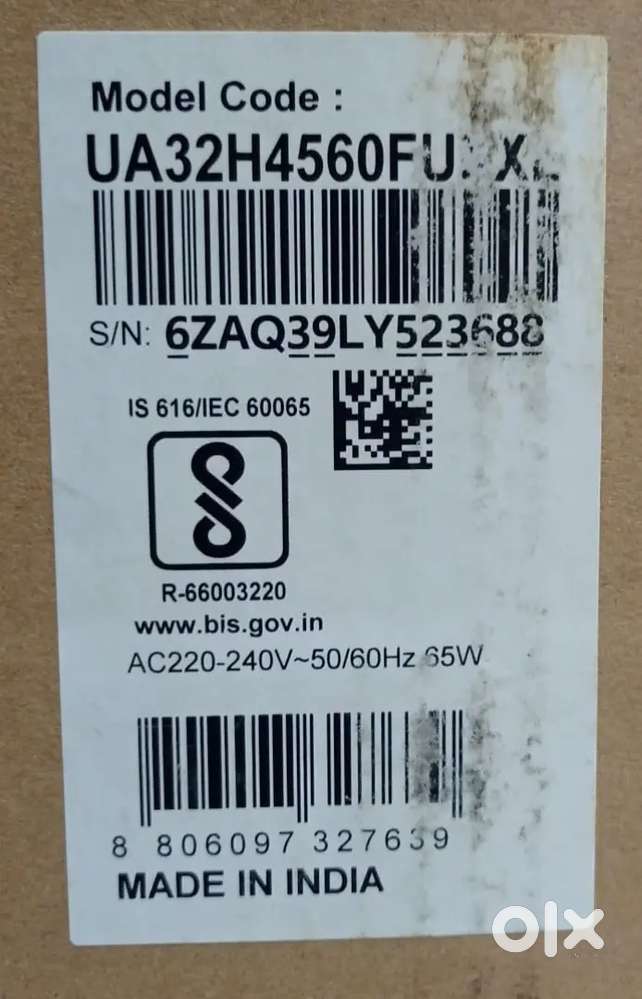 Model Code :
S/N: 6ZAQ39LY523688
IS 616/IEC 60065
R-66003220
www.bis.gov.in
AC220-240V~50/60Hz 65W
8 806097 327639
MADE IN INDIA
olx